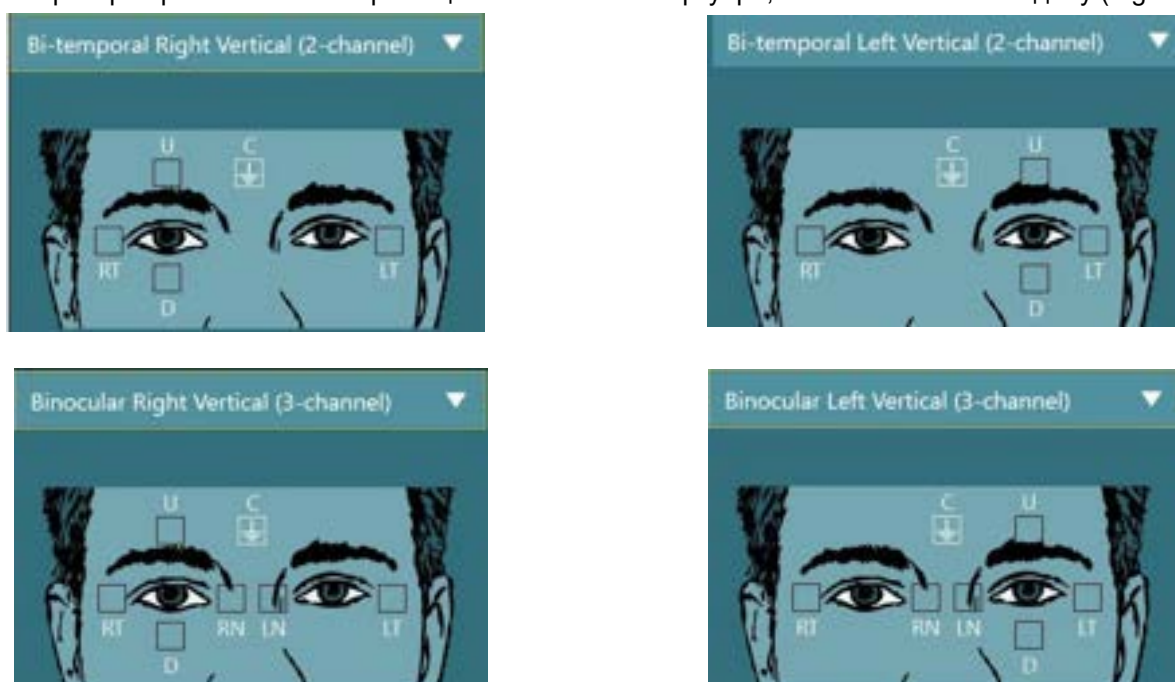 Bi-temporal Right Vertical (2-channel)
U C
RT LT
D
Bi-temporal Left Vertical (2-channel)
C U
RT LT
D
Binocular Right Vertical (3-channel)
U C
RT RN LN LT
D
Binocular Left Vertical (3-channel)
C U
RT RN LN LT
D